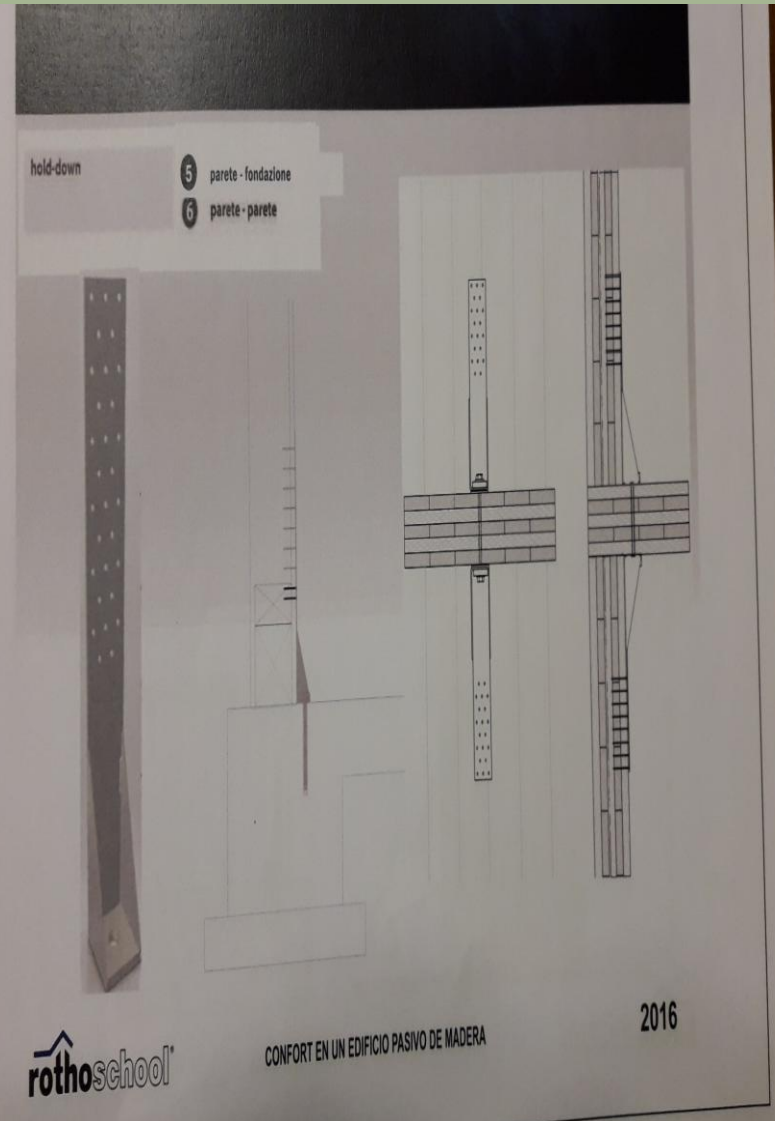 hold-down
5 parete - fondazione
6 parete - parete
rothoschool®
CONFORT EN UN EDIFICIO PASIVO DE MADERA
2016